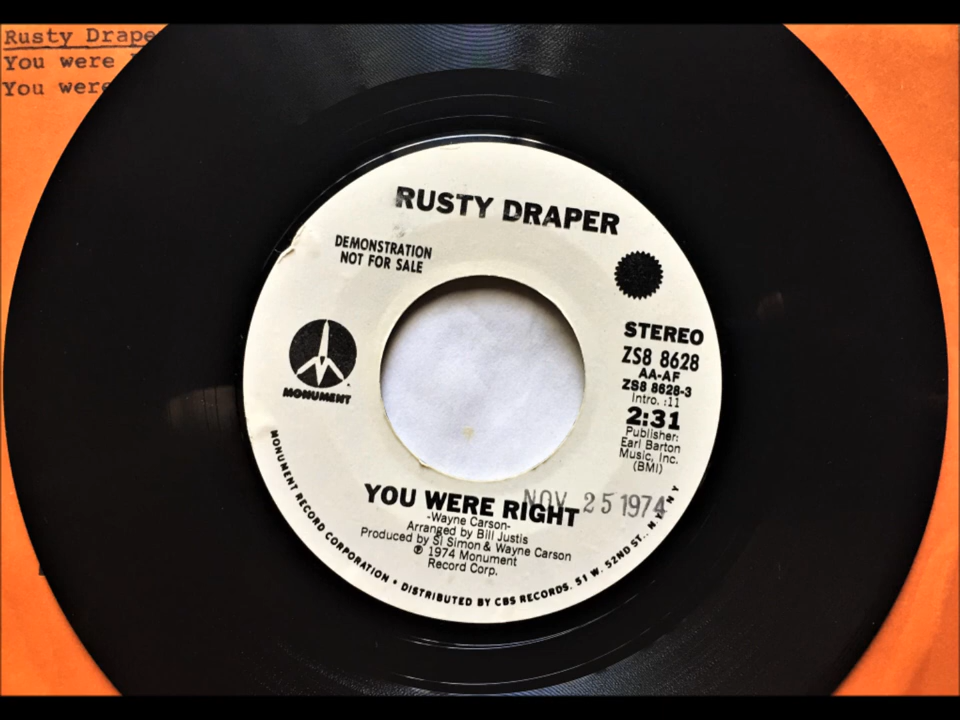 Rusty Drape
You were
You were
RUSTY DRAPER
DEMONSTRATION
NOT FOR SALE
MONUMENT
STEREO
ZS8 8628
AA-AF
ZS8 8628-3
Intro. :11
2:31
Publisher:
Earl Barton
Music, Inc.
(BMI)
YOU WERE RIGHT
NOV 25 1974
-Wayne Carson-
Arranged by Bill Justis
Produced by Si Simon & Wayne Carson
℗ 1974 Monument
Record Corp.
MONUMENT RECORD CORPORATION • DISTRIBUTED BY CBS RECORDS. 51 W. 52ND ST., N.Y. N Y